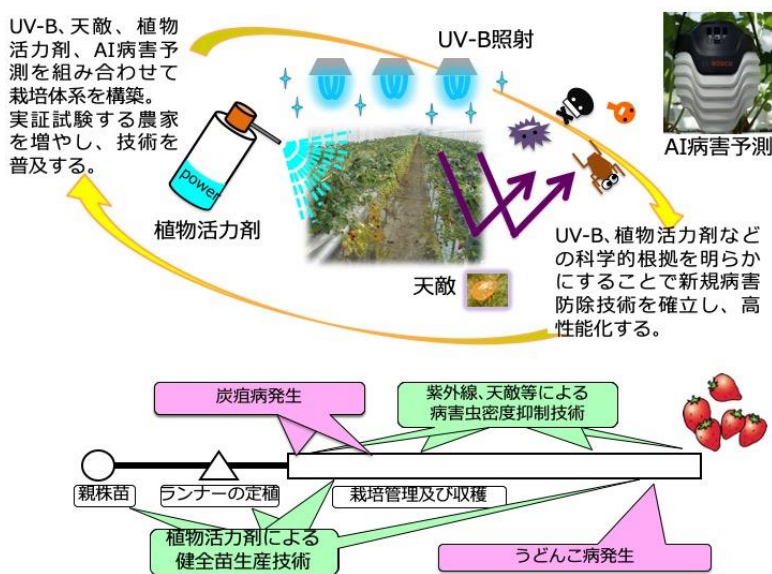 UV-B、天敵、植物
活力剤、AI病害予
測を組み合わせて
栽培体系を構築。
実証試験する農家
を増やし、技術を
普及する。
UV-B照射
BOSCH
AI病害予測
power
植物活力剤
天敵
UV-B、植物活力剤など
の科学的根拠を明らか
にすることで新規病害
防除技術を確立し、高
性能化する。
炭疽病発生
紫外線、天敵等による
病害虫密度抑制技術
親株苗
ランナーの定植
栽培管理及び収穫
植物活力剤による
健全苗生産技術
うどんこ病発生